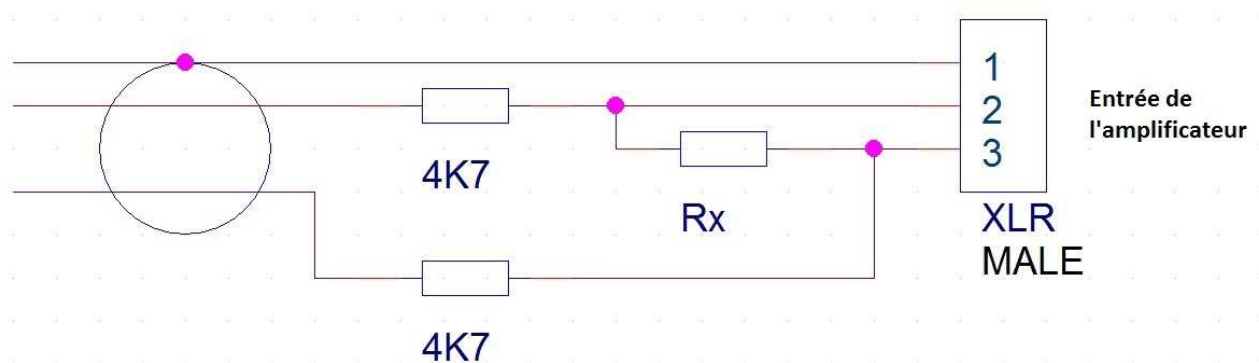 1
2
3
Entrée de
l'amplificateur
4K7
Rx
XLR
MALE
4K7